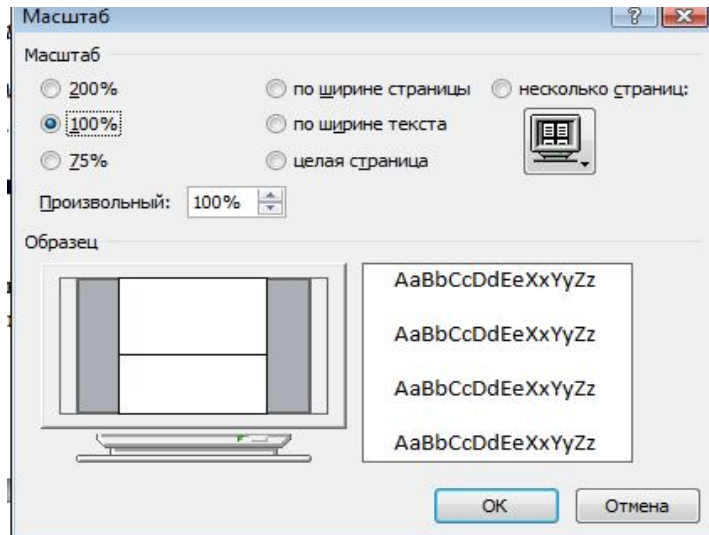 Масштаб
Масштаб
200% по ширине страницы несколько страниц:
100% по ширине текста
75% целая страница
Произвольный: 100%
Образец
AaBbCcDdEeXxYyZz
AaBbCcDdEeXxYyZz
AaBbCcDdEeXxYyZz
AaBbCcDdEeXxYyZz
ОК Отмена